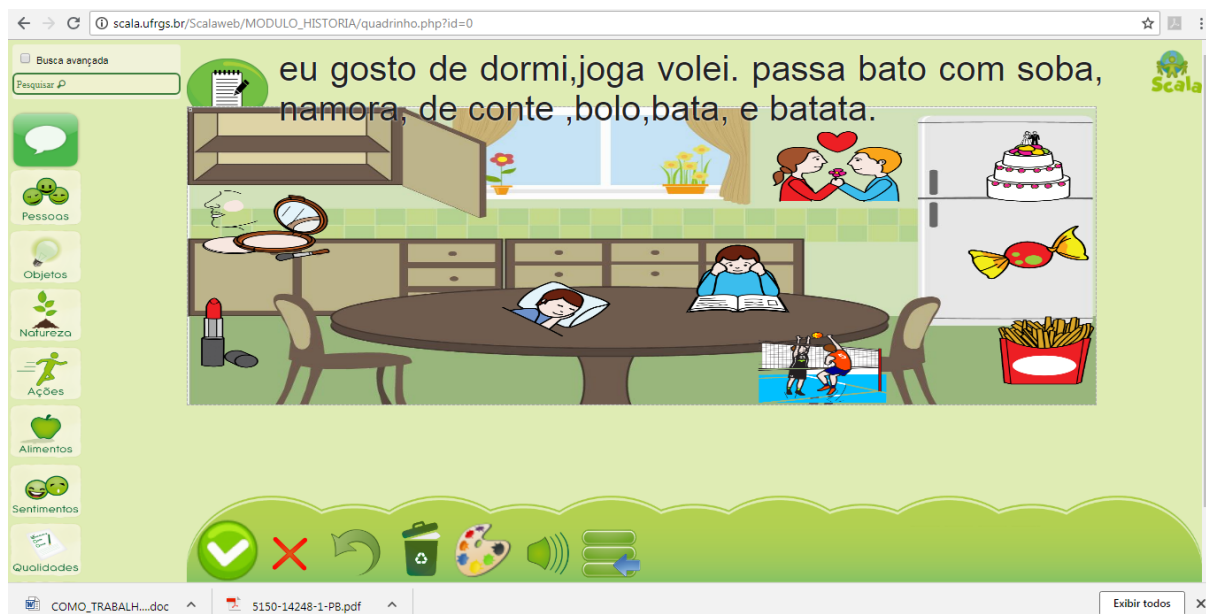 scala.ufrgs.br/Scalaweb/MODULO_HISTORIA/quadrinho.php?id=0
Busca avançada
Pesquisar
eu gosto de dormi,joga volei. passa bato com soba,
namora, de conte ,bolo,bata, e batata.
Scala
Pessoas
Objetos
Natureza
Ações
Alimentos
Sentimentos
Qualidades
COMO_TRABALH....doc
5150-14248-1-PB.pdf
Exibir todos